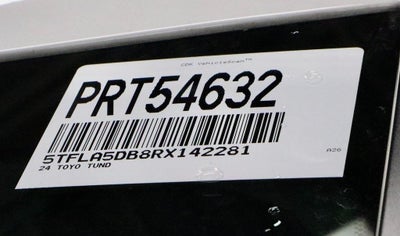 CDK VehicleScan™
PRT54632
5TFLA5DB8RX142281
24 TOYO TUND
A26